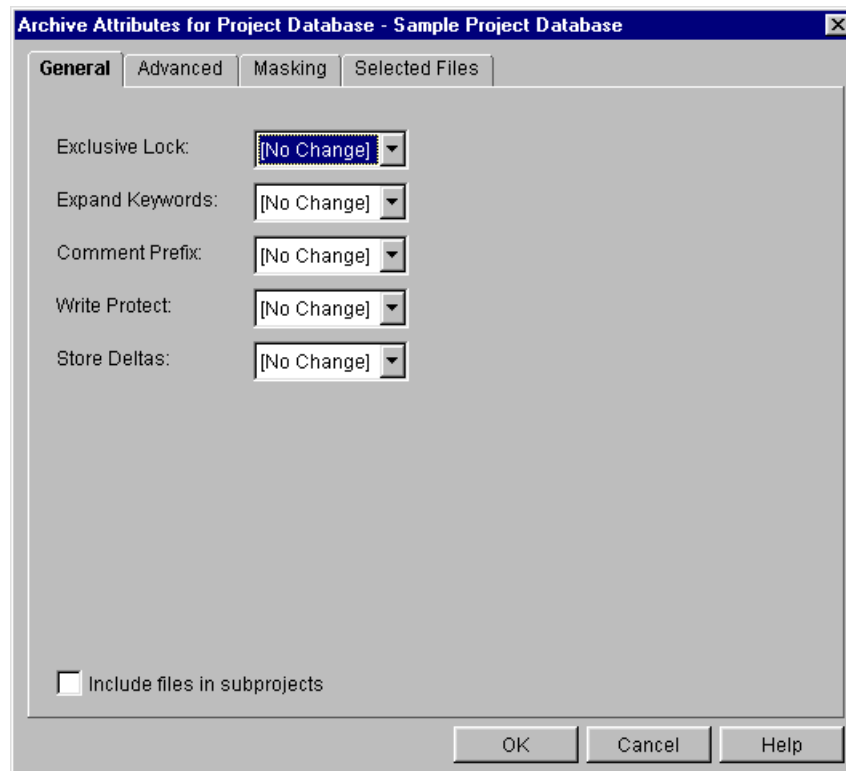 Archive Attributes for Project Database - Sample Project Database
General Advanced Masking Selected Files
Exclusive Lock: [No Change]
Expand Keywords: [No Change]
Comment Prefix: [No Change]
Write Protect: [No Change]
Store Deltas: [No Change]
Include files in subprojects
OK Cancel Help